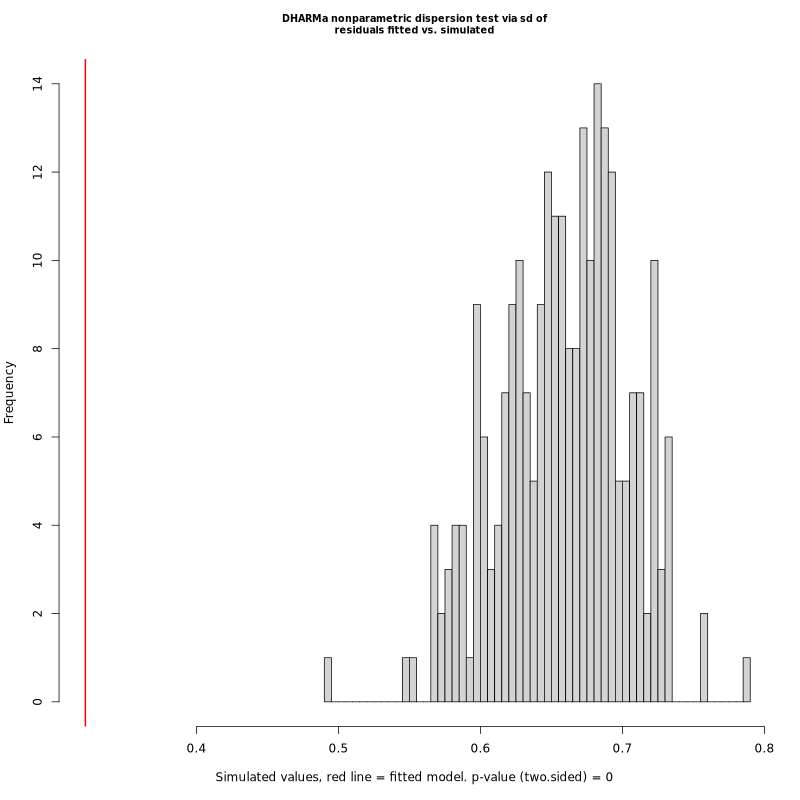 DHARMa nonparametric dispersion test via sd of
residuals fitted vs. simulated
Frequency
14
12
10
8
6
4
2
0
0.4 0.5 0.6 0.7 0.8
Simulated values, red line = fitted model. p-value (two.sided) = 0